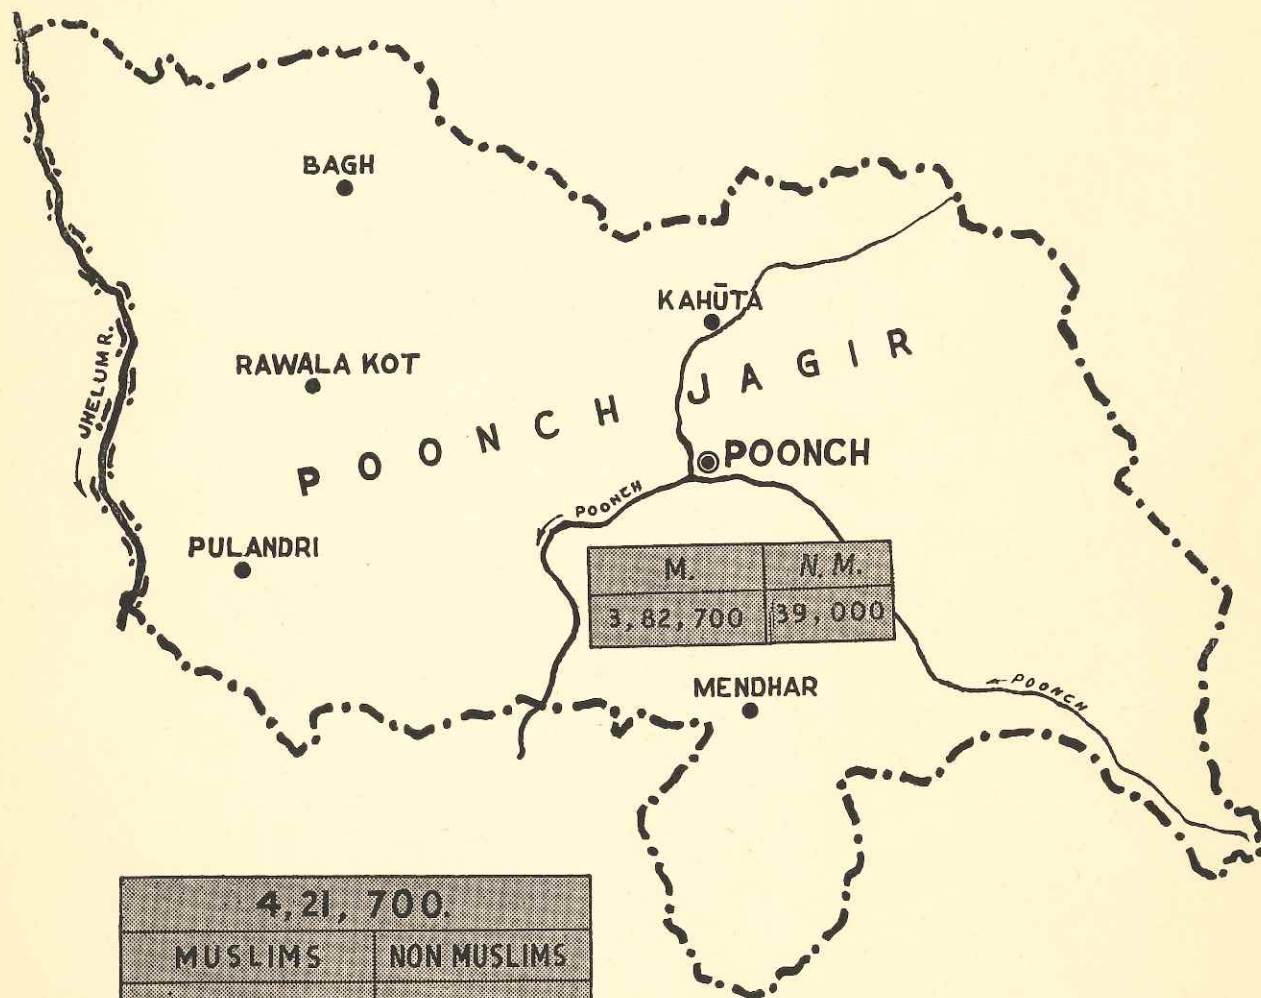 BAGH
KAHŪTA
RAWALA KOT
JHELUM R.
POONCH JAGIR
POONCH
POONCH
PULANDRI
M. N. M.
3,82,700 39,000
MENDHAR
POONCH
4,21,700.
MUSLIMS NON MUSLIMS